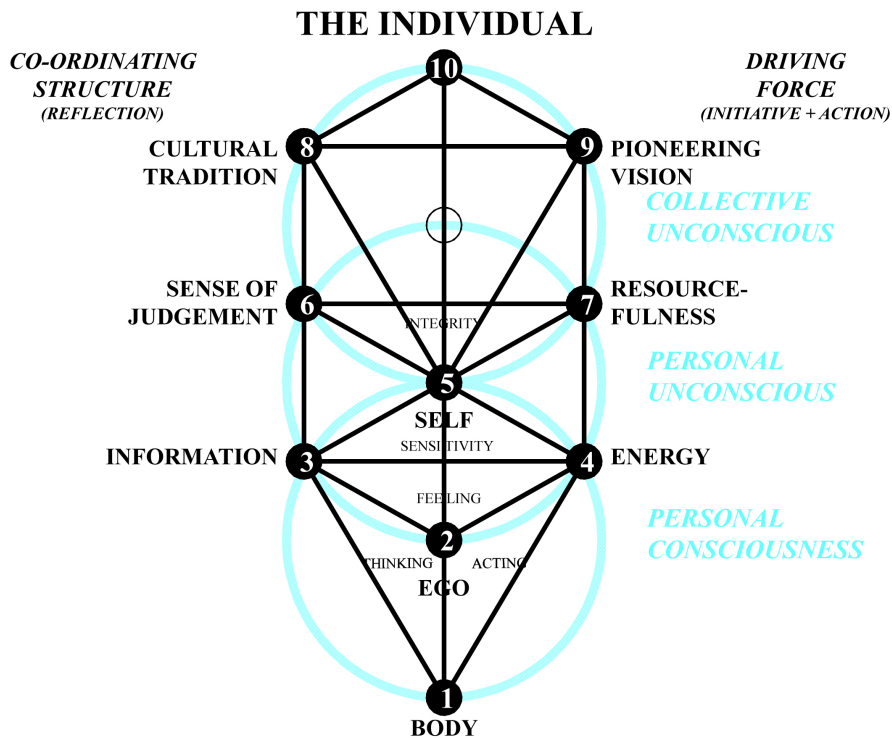 THE INDIVIDUAL
CO-ORDINATING
STRUCTURE
(REFLECTION)
DRIVING
FORCE
(INITIATIVE + ACTION)
10
8
CULTURAL
TRADITION
9
PIONEERING
VISION
COLLECTIVE
UNCONSCIOUS
SENSE OF
JUDGEMENT
6
7
RESOURCE-
FULNESS
INTEGRITY
PERSONAL
UNCONSCIOUS
5
SELF
SENSITIVITY
INFORMATION
3
4
ENERGY
FEELING
PERSONAL
CONSCIOUSNESS
2
THINKING
ACTING
EGO
1
BODY